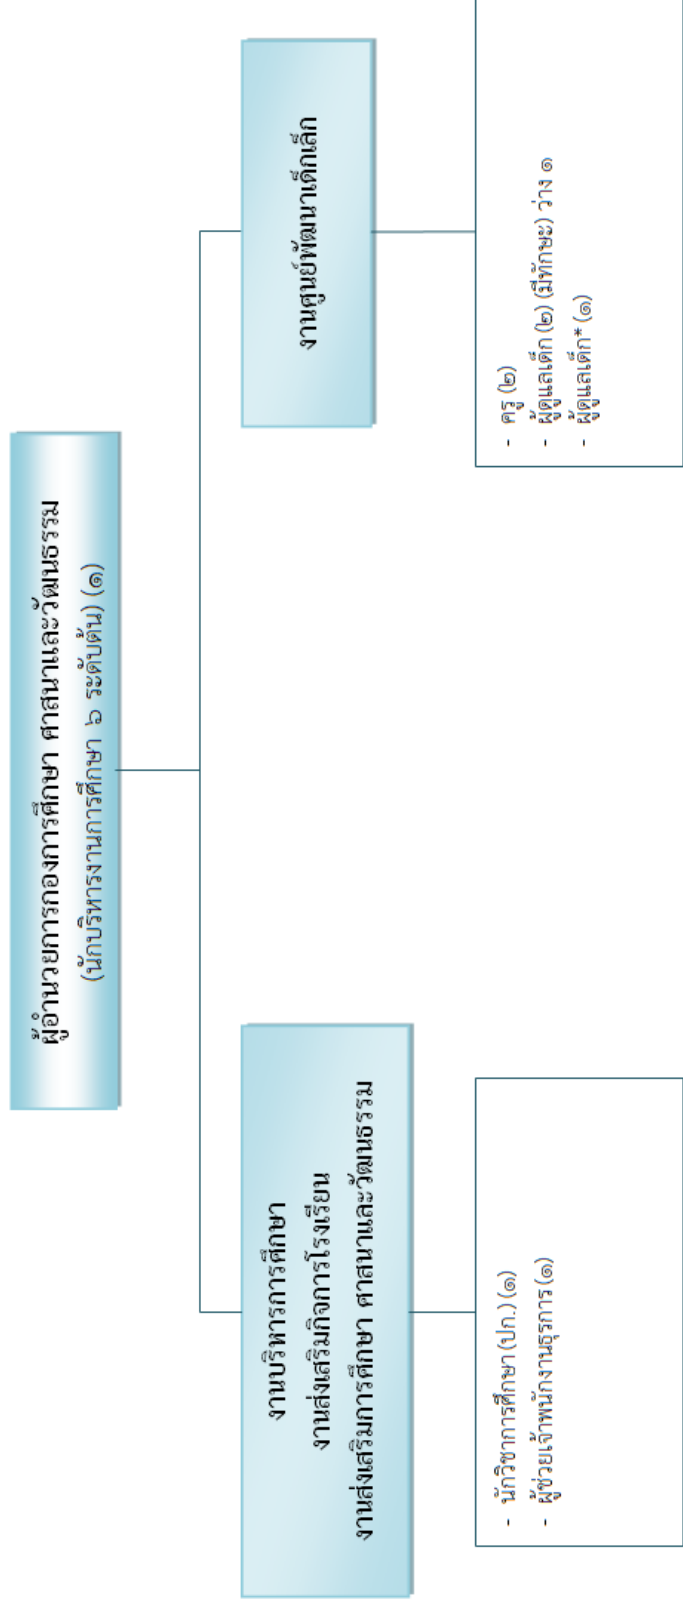 ผู้อำนวยการกองการศึกษา ศาสนาและวัฒนธรรม
(นักบริหารงานการศึกษา ๖ ระดับต้น) (๑)
งานบริหารการศึกษา
งานส่งเสริมกิจการโรงเรียน
งานส่งเสริมการศึกษา ศาสนาและวัฒนธรรม
- นักวิชาการศึกษา (ปก.) (๑)
- ผู้ช่วยเจ้าพนักงานธุรการ (๑)
งานศูนย์พัฒนาเด็กเล็ก
- ครู (๒)
- ผู้ดูแลเด็ก (๒) (มีทักษะ) ว่าง ๑
- ผู้ดูแลเด็ก* (๑)